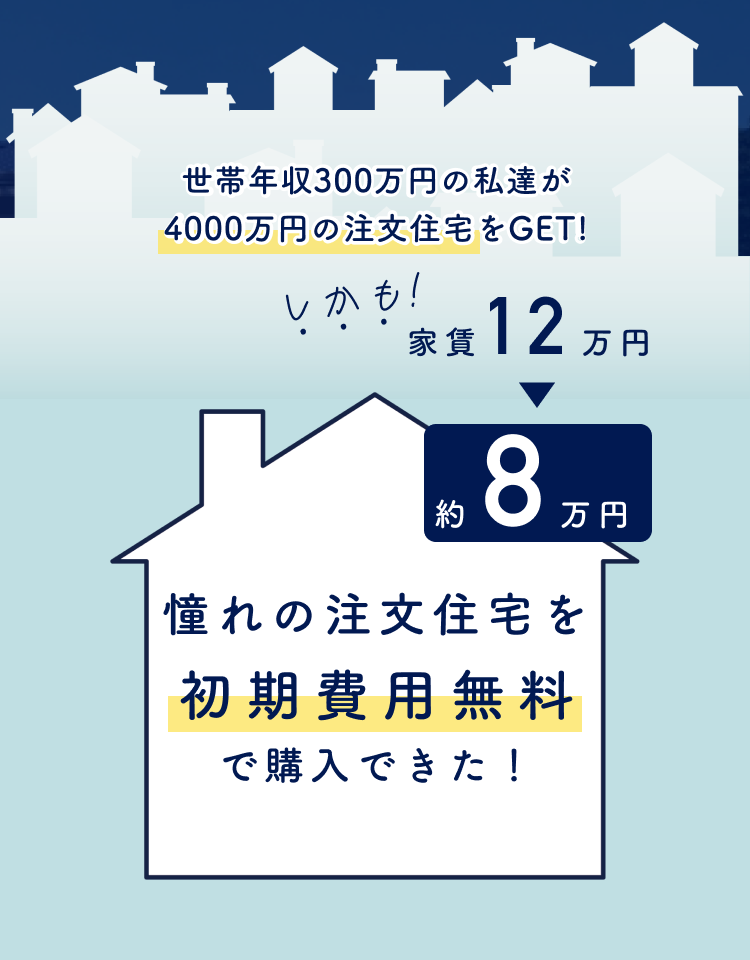 世帯年収300万円の私達が
4000万円の注文住宅をGET!
しかも!
家賃12万円
約8万円
憧れの注文住宅を
初期費用無料
で購入できた！